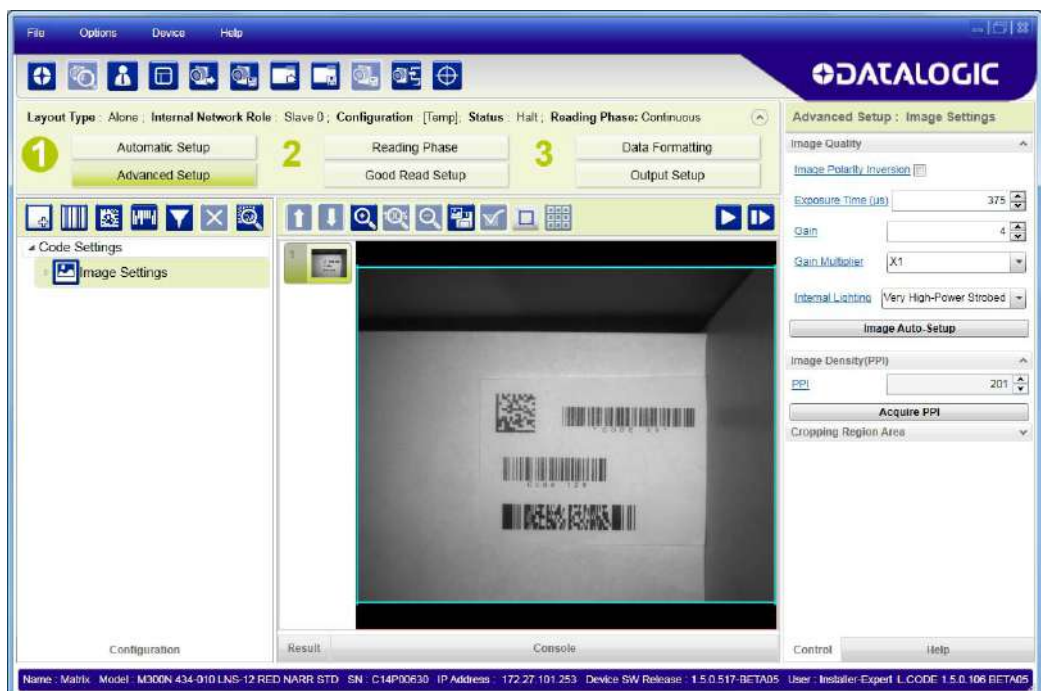 File Options Device Help
DATALOGIC
Layout Type : Alone ; Internal Network Role : Slave 0 ; Configuration : [Temp]; Status : Halt ; Reading Phase: Continuous
1 Automatic Setup
Advanced Setup
2 Reading Phase
Good Read Setup
3 Data Formatting
Output Setup
Code Settings
Image Settings
1
CODE 39
CODE 128
Configuration
Result
Console
Advanced Setup : Image Settings
Image Quality
Image Polarity Inversion
Exposure Time (µs) 375
Gain 4
Gain Multiplier X1
Internal Lighting Very High-Power Strobed
Image Auto-Setup
Image Density(PPI)
PPI 201
Acquire PPI
Cropping Region Area
Control
Help
Name : Matrix Model : M300N 434-010 LNS-12 RED NARR STD SN : C14P00630 IP Address : 172.27.101.253 Device SW Release : 1.5.0.517-BETA05 User : Installer-Expert L.CODE 1.5.0.106 BETA05